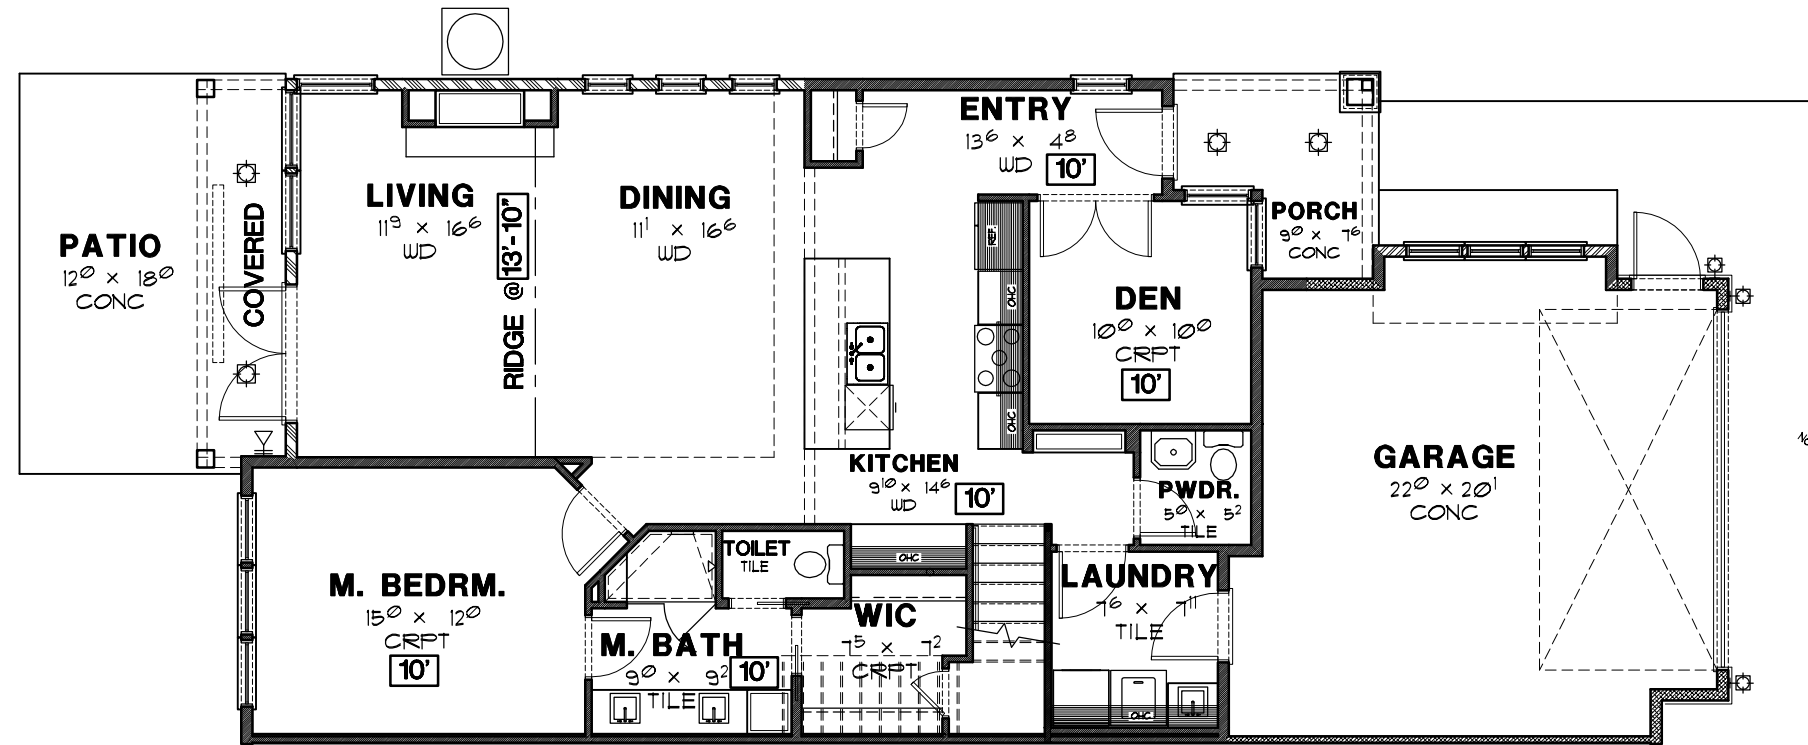 PATIO
12⁰ × 18⁰
CONC
COVERED
LIVING
11⁹ × 16⁶
WD
RIDGE @ 13'-10"
DINING
11¹ × 16⁶
WD
ENTRY
13⁶ × 4⁸
WD
10'
PORCH
9⁰ × 7⁶
CONC
REF.
OHC
OHC
DEN
10⁰ × 10⁰
CRPT
10'
KITCHEN
9¹⁰ × 14⁶
WD
10'
PWDR.
5⁰ × 5²
TILE
GARAGE
22⁰ × 20¹
CONC
M. BEDRM.
15⁰ × 12⁰
CRPT
10'
TOILET
TILE
OHC
M. BATH
9⁰ × 9²
TILE
10'
WIC
7⁵ × 7²
CRPT
LAUNDRY
7⁶ × 7¹¹
TILE
OHC